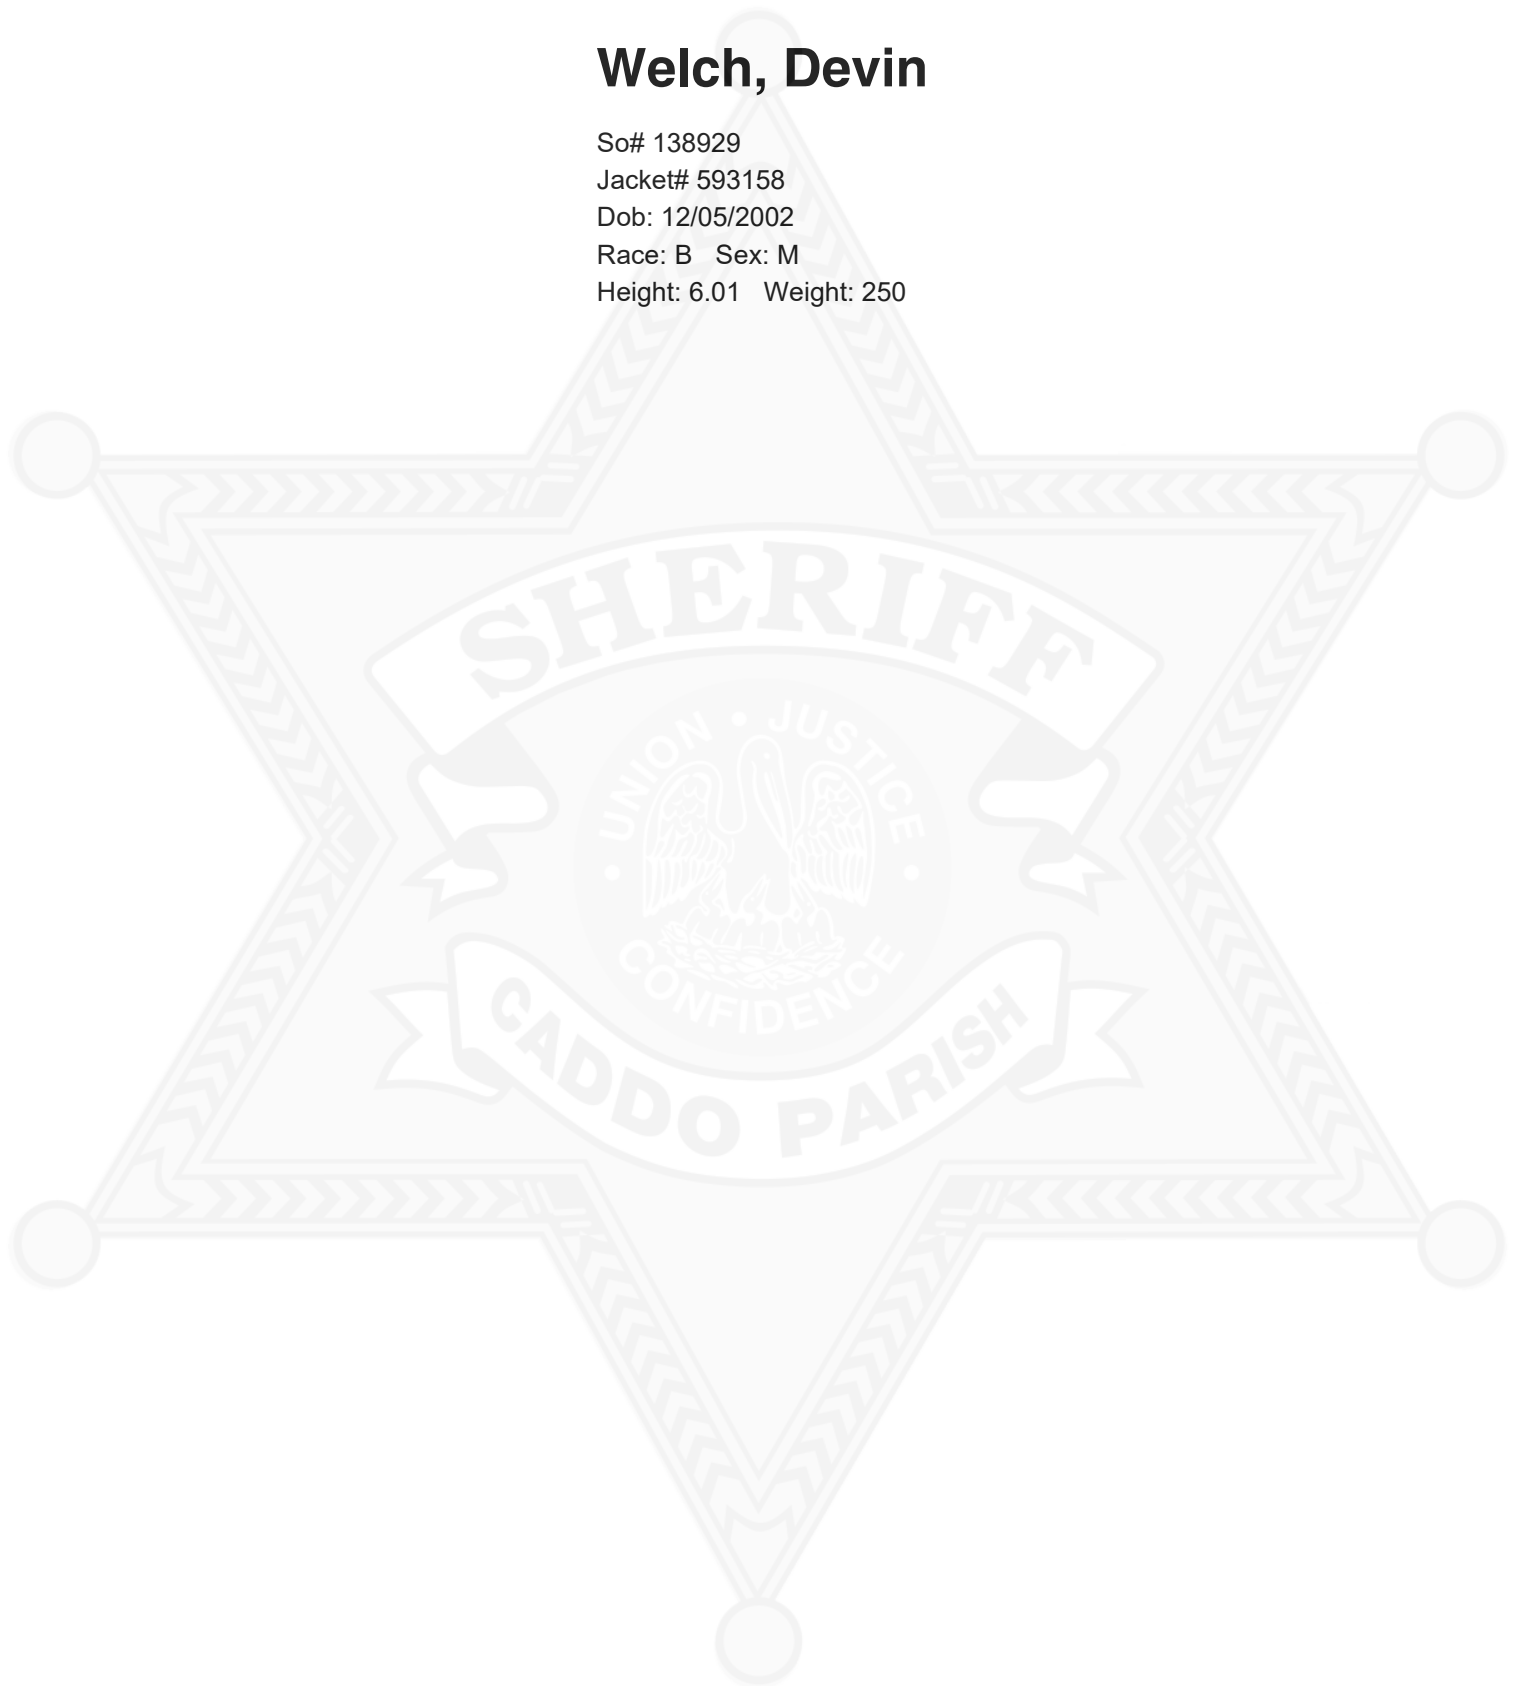 Welch, Devin
So# 138929
Jacket# 593158
Dob: 12/05/2002
Race: B   Sex: M
Height: 6.01   Weight: 250
SHERIFF
UNION • JUSTICE
• CONFIDENCE •
CADDO PARISH